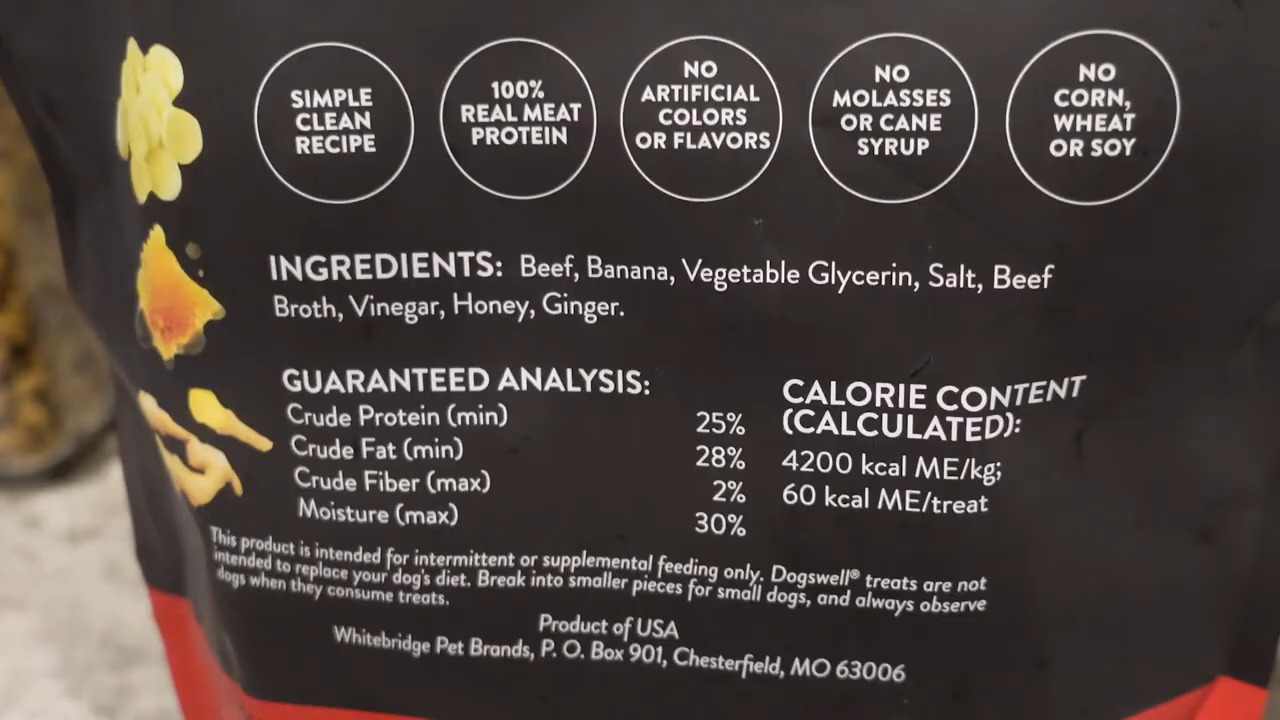 SIMPLE
CLEAN
RECIPE
100%
REAL MEAT
PROTEIN
NO
ARTIFICIAL
COLORS
OR FLAVORS
NO
MOLASSES
OR CANE
SYRUP
NO
CORN,
WHEAT
OR SOY
INGREDIENTS: Beef, Banana, Vegetable Glycerin, Salt, Beef
Broth, Vinegar, Honey, Ginger.
GUARANTEED ANALYSIS:
Crude Protein (min) 25%
Crude Fat (min) 28%
Crude Fiber (max) 2%
Moisture (max) 30%
CALORIE CONTENT
(CALCULATED):
4200 kcal ME/kg;
60 kcal ME/treat
This product is intended for intermittent or supplemental feeding only. Dogswell® treats are not
intended to replace your dog's diet. Break into smaller pieces for small dogs, and always observe
dogs when they consume treats.
Product of USA
Whitebridge Pet Brands, P. O. Box 901, Chesterfield, MO 63006